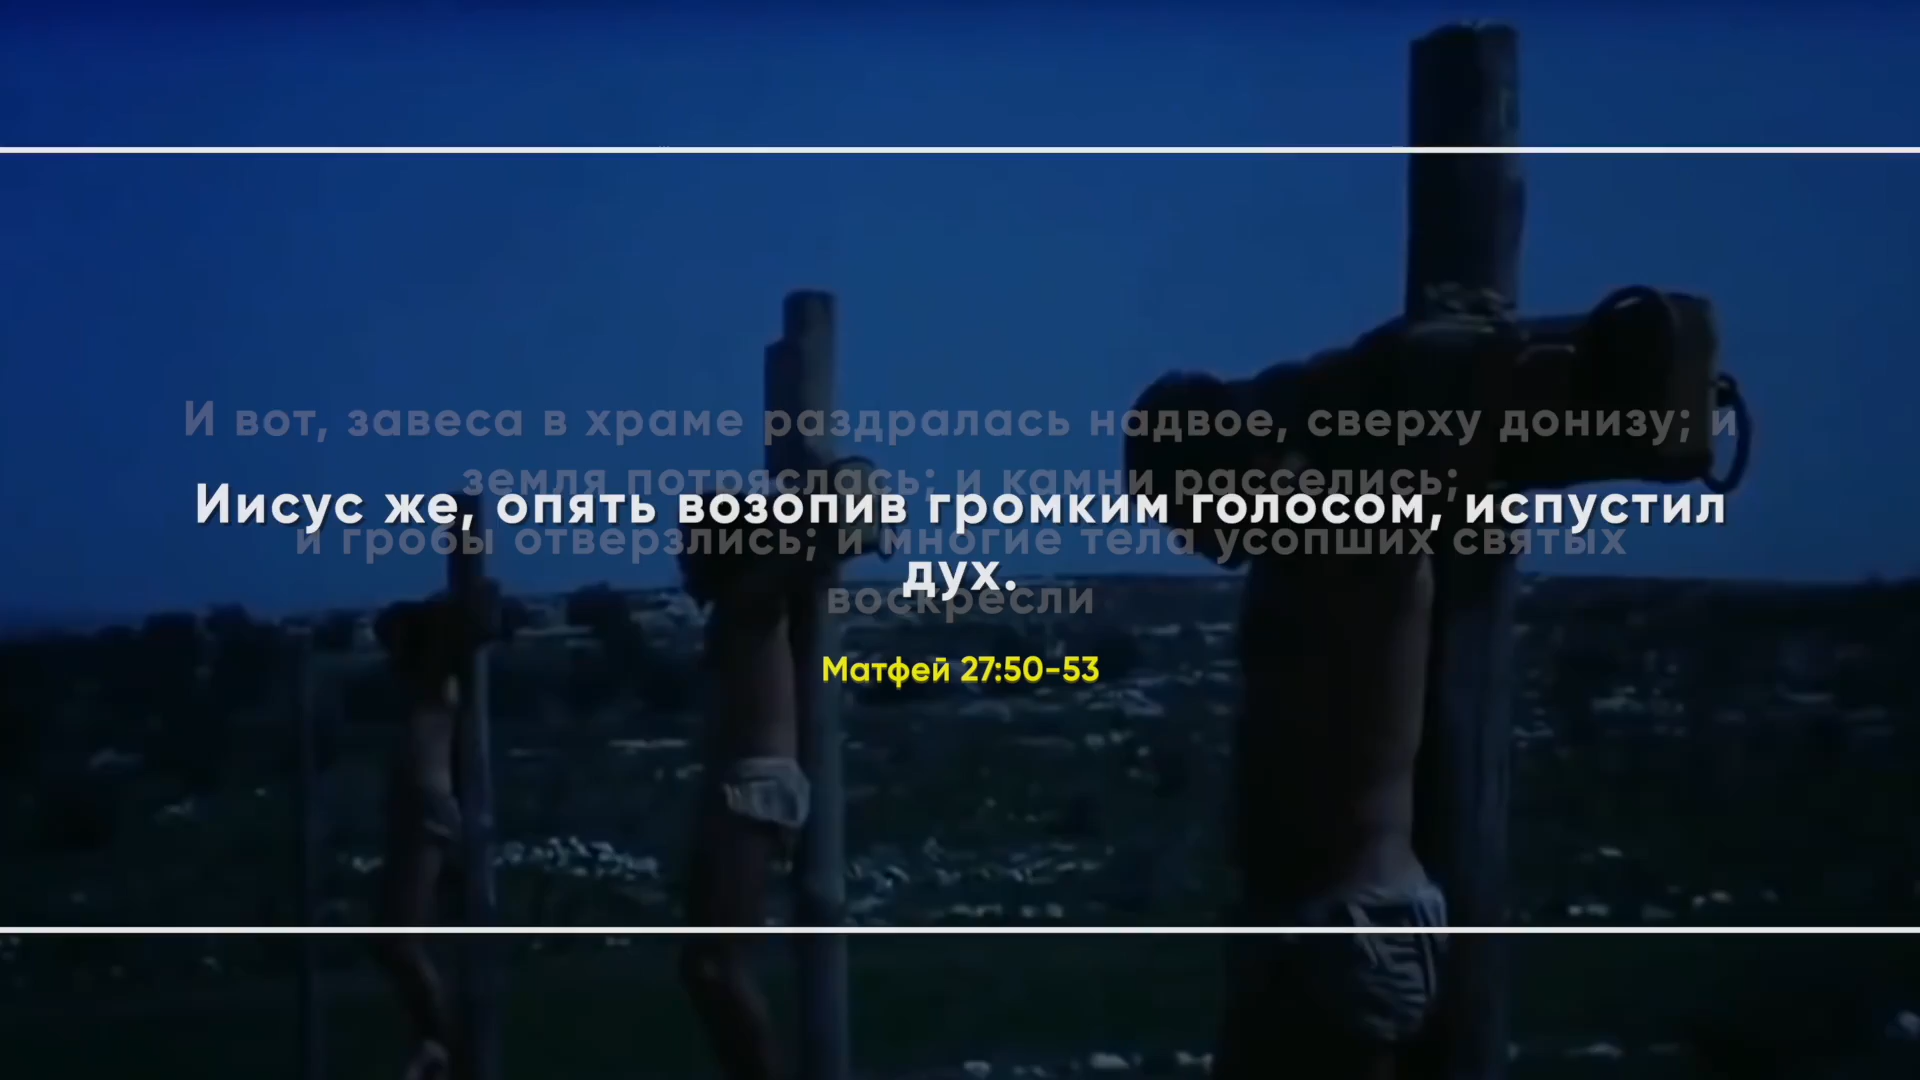 И вот, завеса в храме раздралась надвое, сверху донизу; и
земля потряслась; и камни расселись;
Иисус же, опять возопив громким голосом, испустил
и гробы отверзлись; и многие тела усопших святых
дух.
воскресли
Матфей 27:50-53